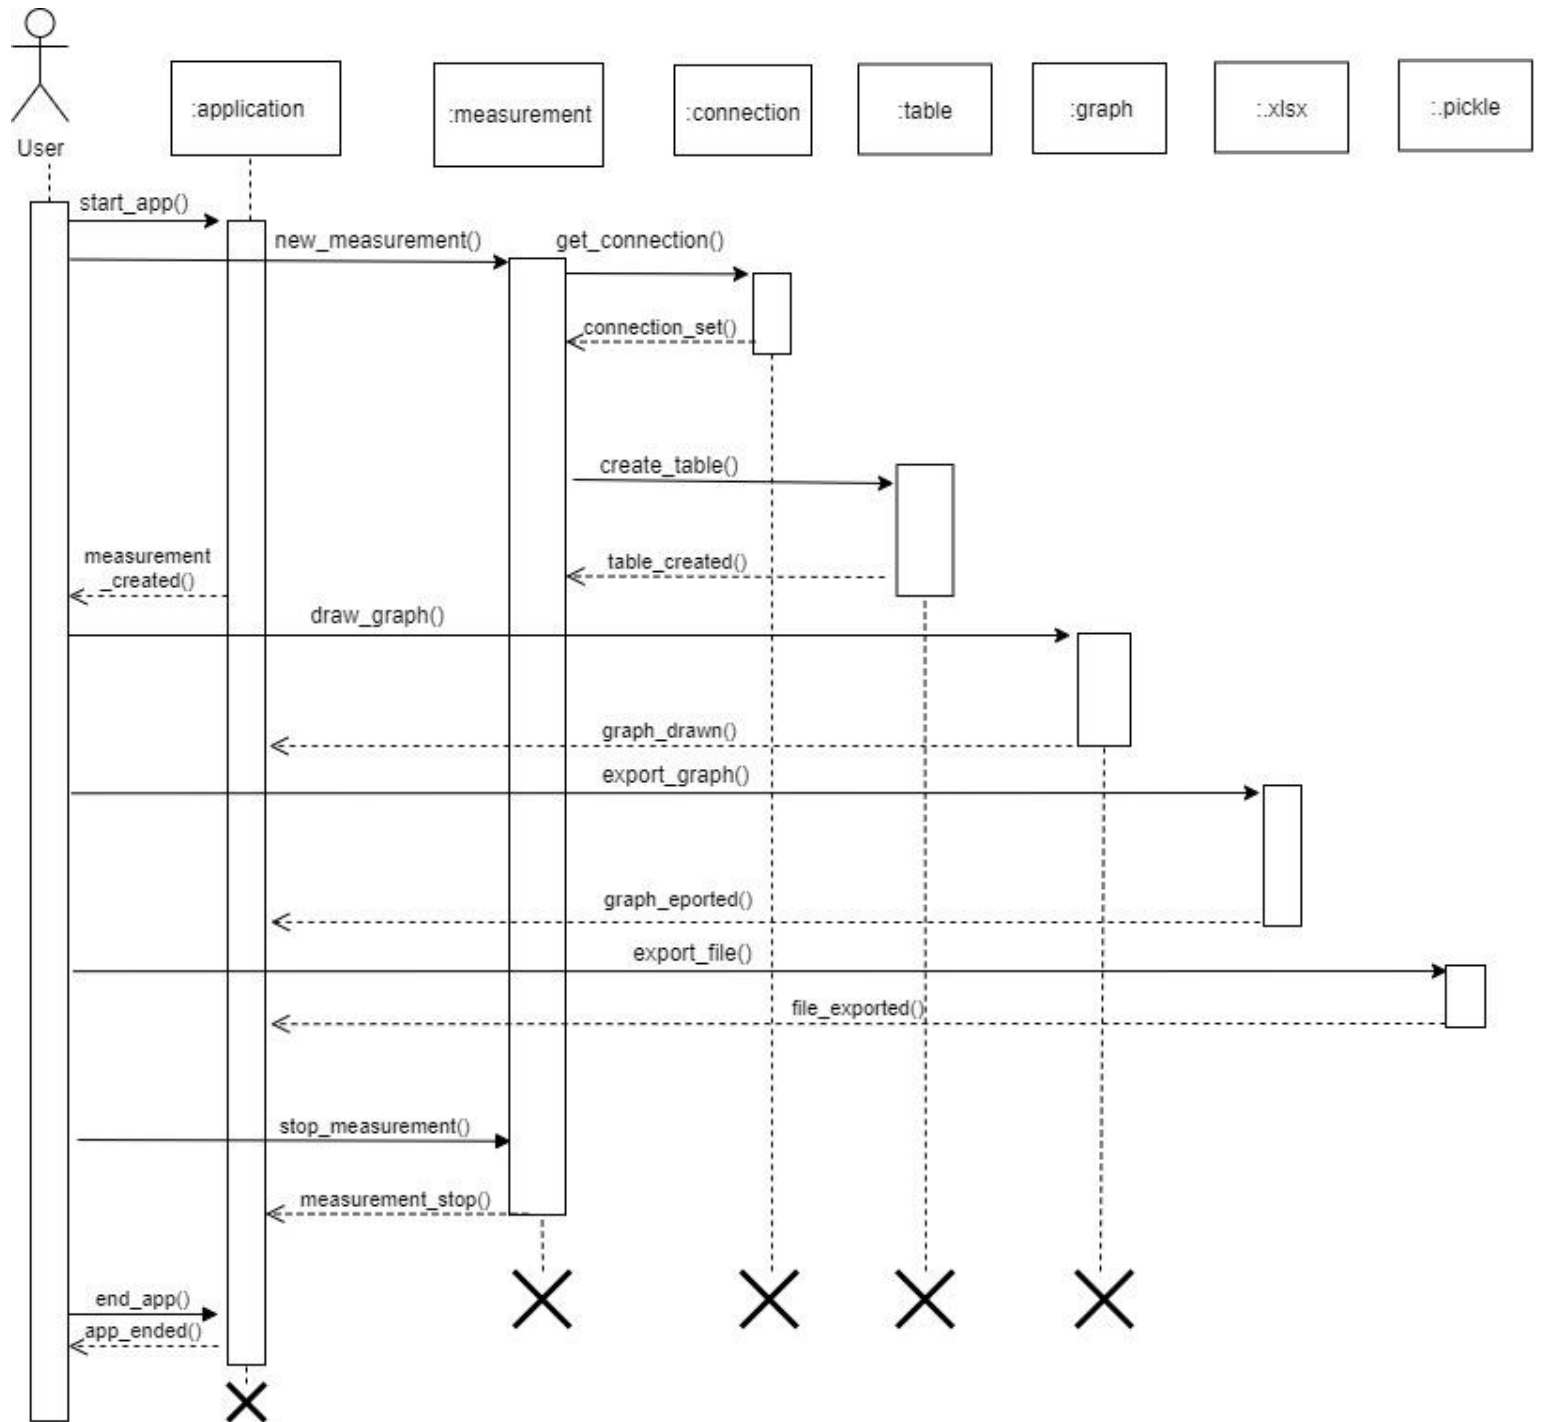 User
:application
:measurement
:connection
:table
:graph
:.xlsx
:.pickle
start_app()
new_measurement()
get_connection()
connection_set()
create_table()
measurement
_created()
table_created()
draw_graph()
graph_drawn()
export_graph()
graph_eported()
export_file()
file_exported()
stop_measurement()
measurement_stop()
end_app()
app_ended()